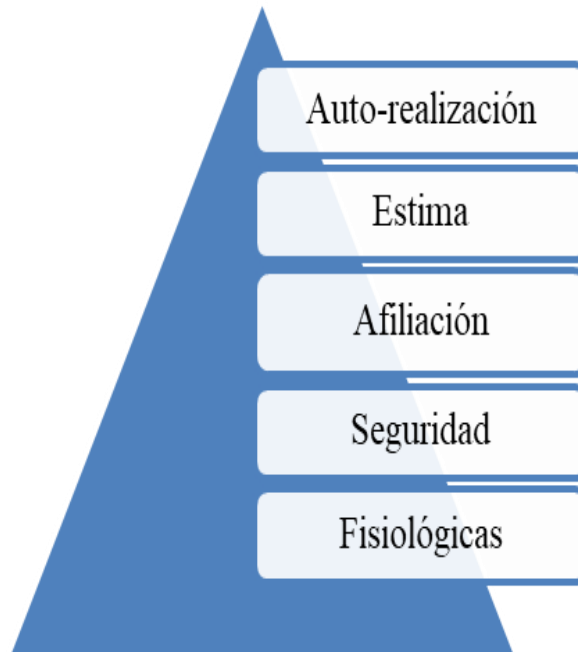 Auto-realización
Estima
Afiliación
Seguridad
Fisiológicas